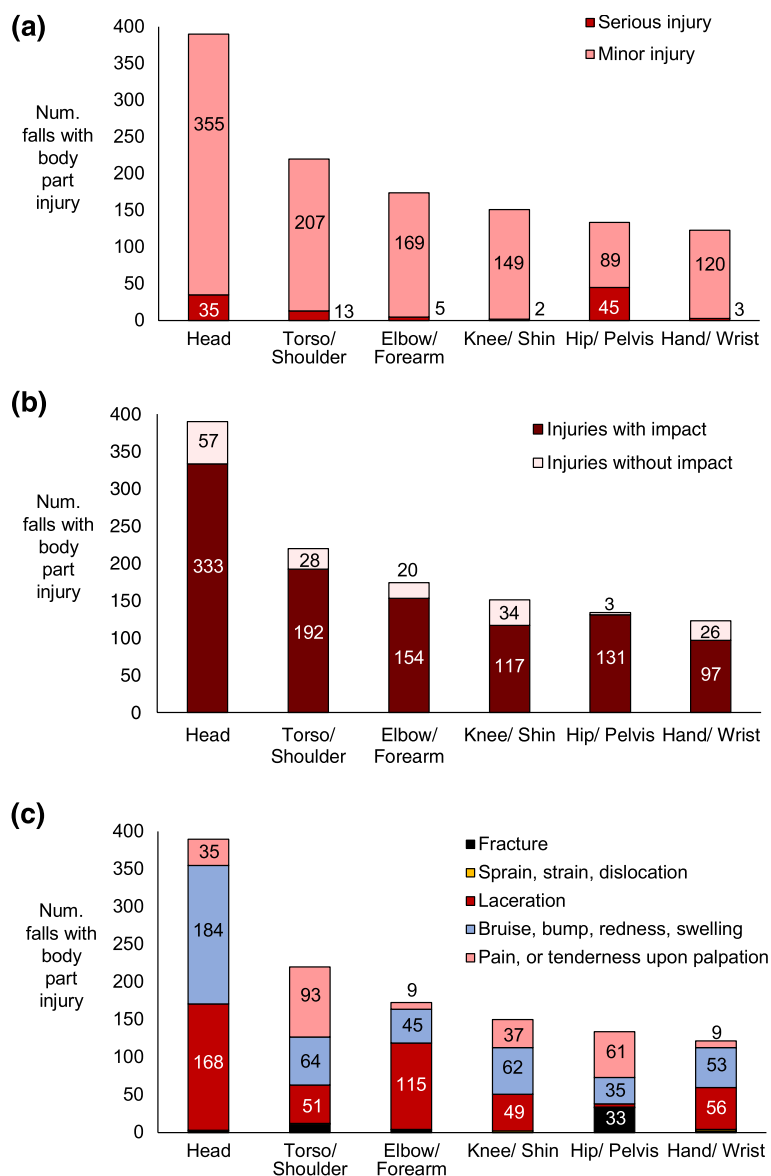 (a)
400
350
300
250
200
150
100
50
0
Num.
falls with
body
part
injury
Serious injury
Minor injury
355
207
169
149
89
120
35
13
5
2
45
3
Head
Torso/
Shoulder
Elbow/
Forearm
Knee/ Shin
Hip/ Pelvis
Hand/ Wrist
(b)
400
350
300
250
200
150
100
50
0
Num.
falls with
body
part
injury
Injuries with impact
Injuries without impact
57
28
20
34
3
26
333
192
154
117
131
97
Head
Torso/
Shoulder
Elbow/
Forearm
Knee/ Shin
Hip/ Pelvis
Hand/ Wrist
(c)
400
350
300
250
200
150
100
50
0
Num.
falls with
body
part
injury
Fracture
Sprain, strain, dislocation
Laceration
Bruise, bump, redness, swelling
Pain, or tenderness upon palpation
35
184
168
93
64
51
9
45
115
37
62
49
61
35
33
9
53
56
Head
Torso/
Shoulder
Elbow/
Forearm
Knee/ Shin
Hip/ Pelvis
Hand/ Wrist